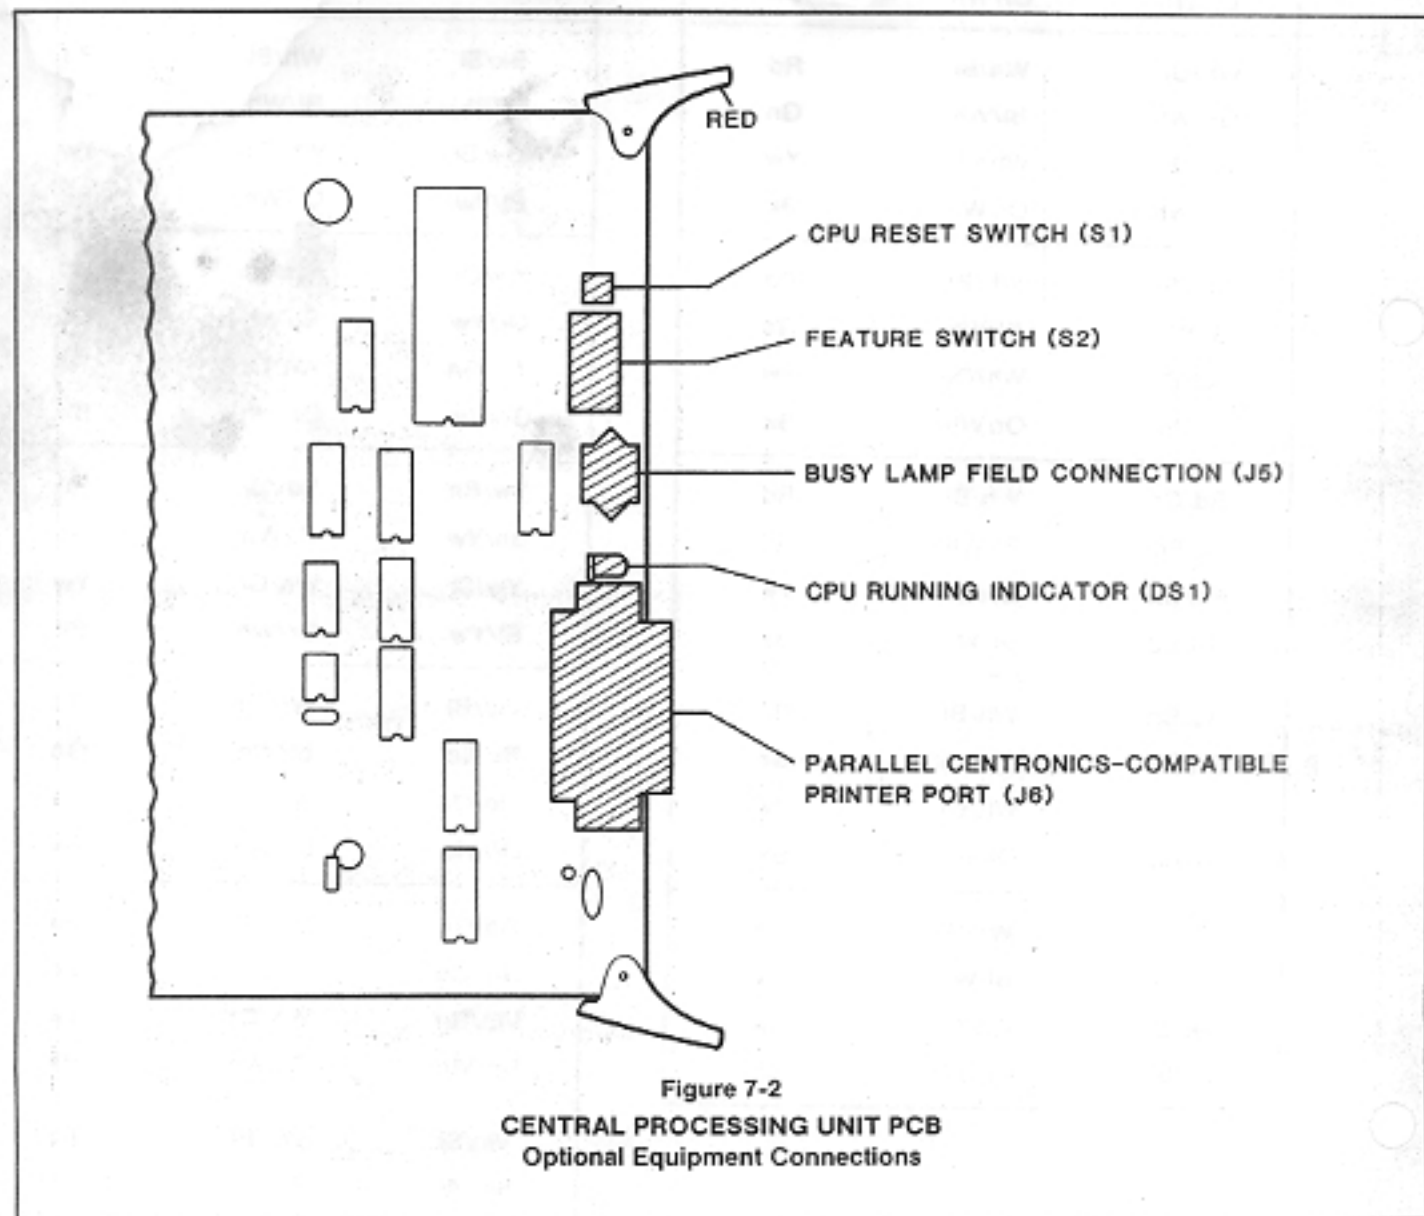 RED
CPU RESET SWITCH (S1)
FEATURE SWITCH (S2)
BUSY LAMP FIELD CONNECTION (J5)
CPU RUNNING INDICATOR (DS1)
PARALLEL CENTRONICS-COMPATIBLE
PRINTER PORT (J6)
Figure 7-2
CENTRAL PROCESSING UNIT PCB
Optional Equipment Connections